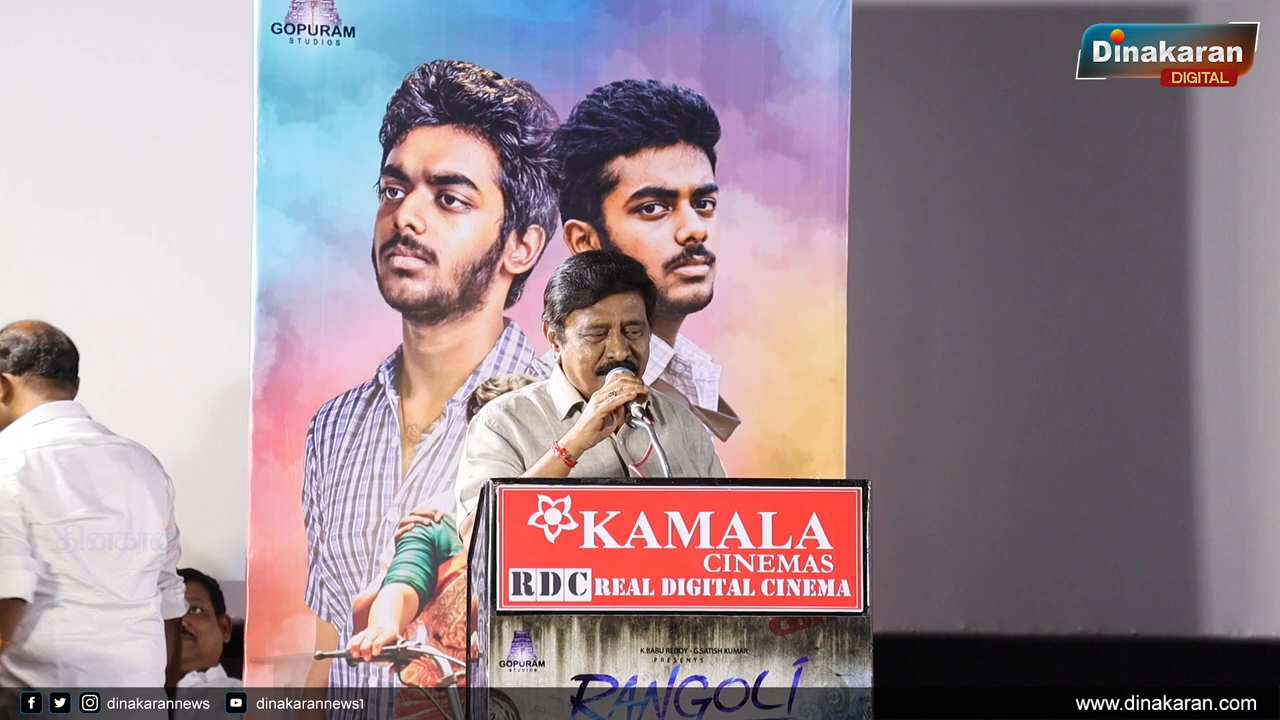 GOPURAM
STUDIOS
Dinakaran
DIGITAL
KAMALA
CINEMAS
RDC REAL DIGITAL CINEMA
தினகரன்
GOPURAM
STUDIOS
K.BABU REDDY - G.SATISH KUMAR
PRESENTS
RANGOLI
dinakarannews
dinakarannews1
www.dinakaran.com